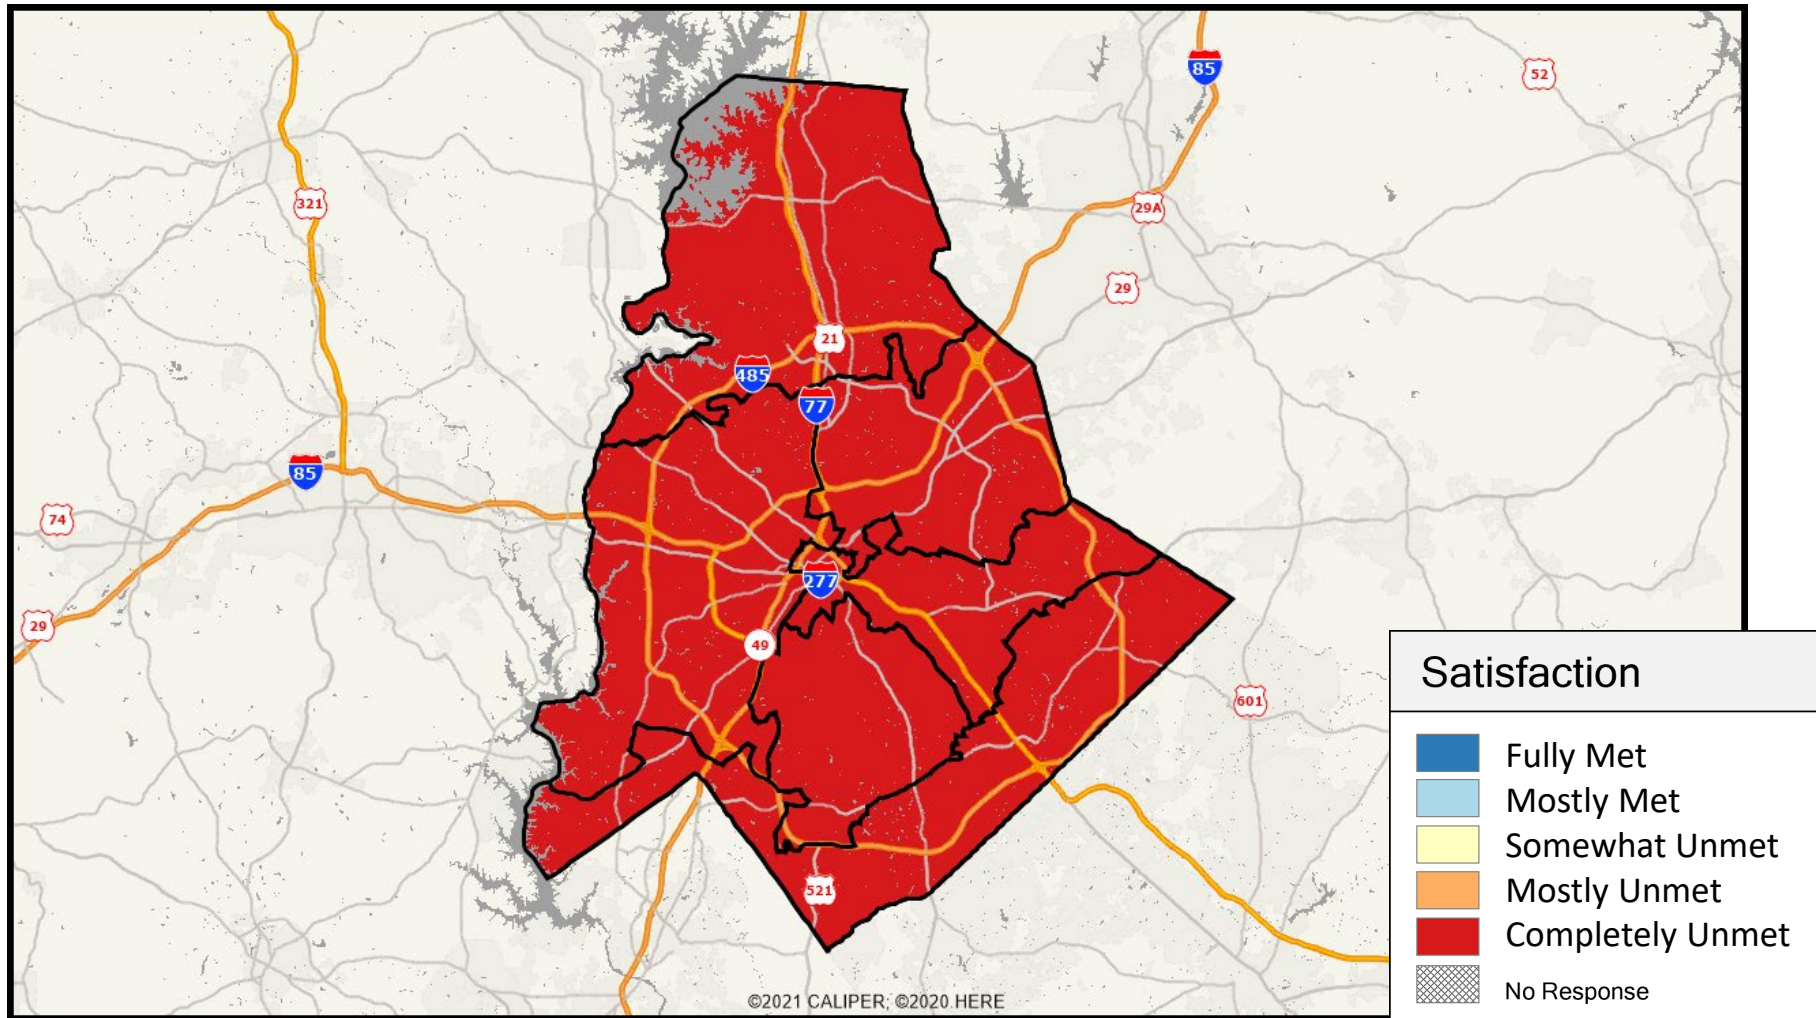 85
52
321
29A
29
21
485
77
85
74
277
29
49
601
521
©2021 CALIPER; ©2020 HERE
Satisfaction
Fully Met
Mostly Met
Somewhat Unmet
Mostly Unmet
Completely Unmet
No Response